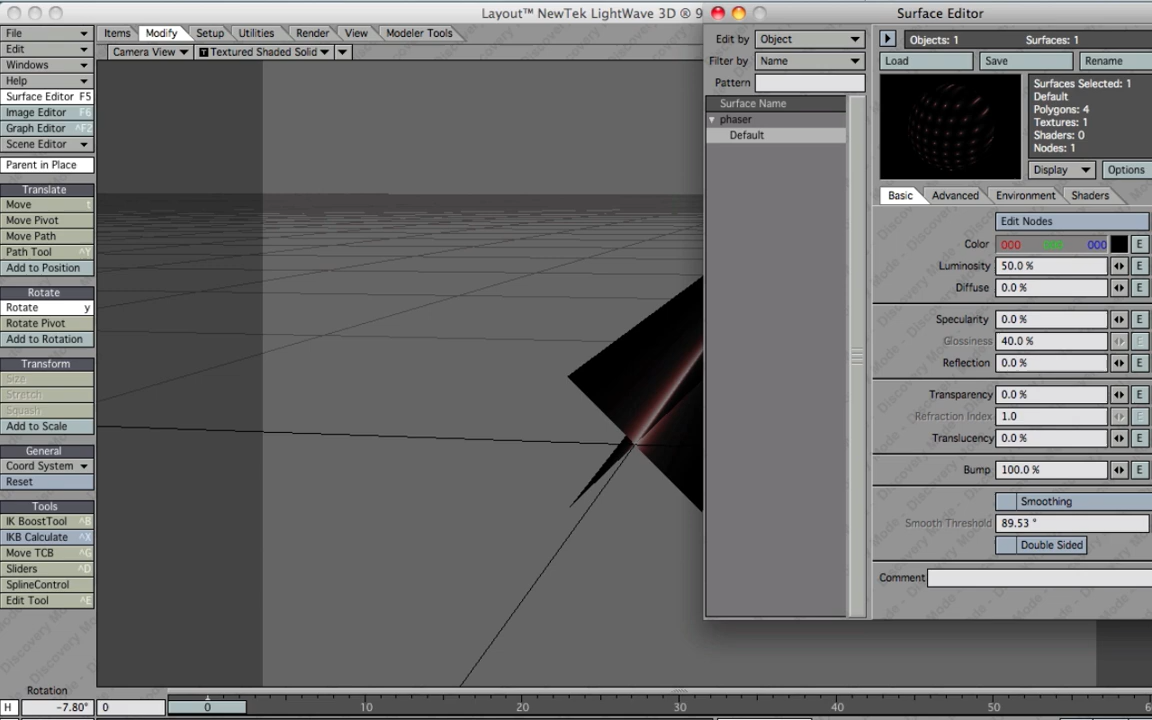 Layout™ NewTek LightWave 3D ® 9
Surface Editor
Items Modify Setup Utilities Render View Modeler Tools
Camera View Textured Shaded Solid
File
Edit
Windows
Help
Surface Editor F5
Image Editor F6
Graph Editor ^F2
Scene Editor
Parent in Place
Translate
Move t
Move Pivot
Move Path
Path Tool ^Y
Add to Position
Rotate
Rotate y
Rotate Pivot
Add to Rotation
Transform
Size
Stretch
Squash
Add to Scale
General
Coord System
Reset
Tools
IK BoostTool ^B
IKB Calculate ^X
Move TCB ^G
Sliders ^D
SplineControl
Edit Tool ^E
Rotation
H -7.80°
0 0 10 20 30 40 50 60
Edit by Object
Filter by Name
Pattern
Surface Name
phaser
Default
Objects: 1 Surfaces: 1
Load Save Rename
Surfaces Selected: 1
Default
Polygons: 4
Textures: 1
Shaders: 0
Nodes: 1
Display Options
Basic Advanced Environment Shaders
Edit Nodes
Color 000 000 000 E
Luminosity 50.0 % E
Diffuse 0.0 % E
Specularity 0.0 % E
Glossiness 40.0 % E
Reflection 0.0 % E
Transparency 0.0 % E
Refraction Index 1.0 E
Translucency 0.0 % E
Bump 100.0 % E
Smoothing
Smooth Threshold 89.53 °
Double Sided
Comment
Discovery Mode